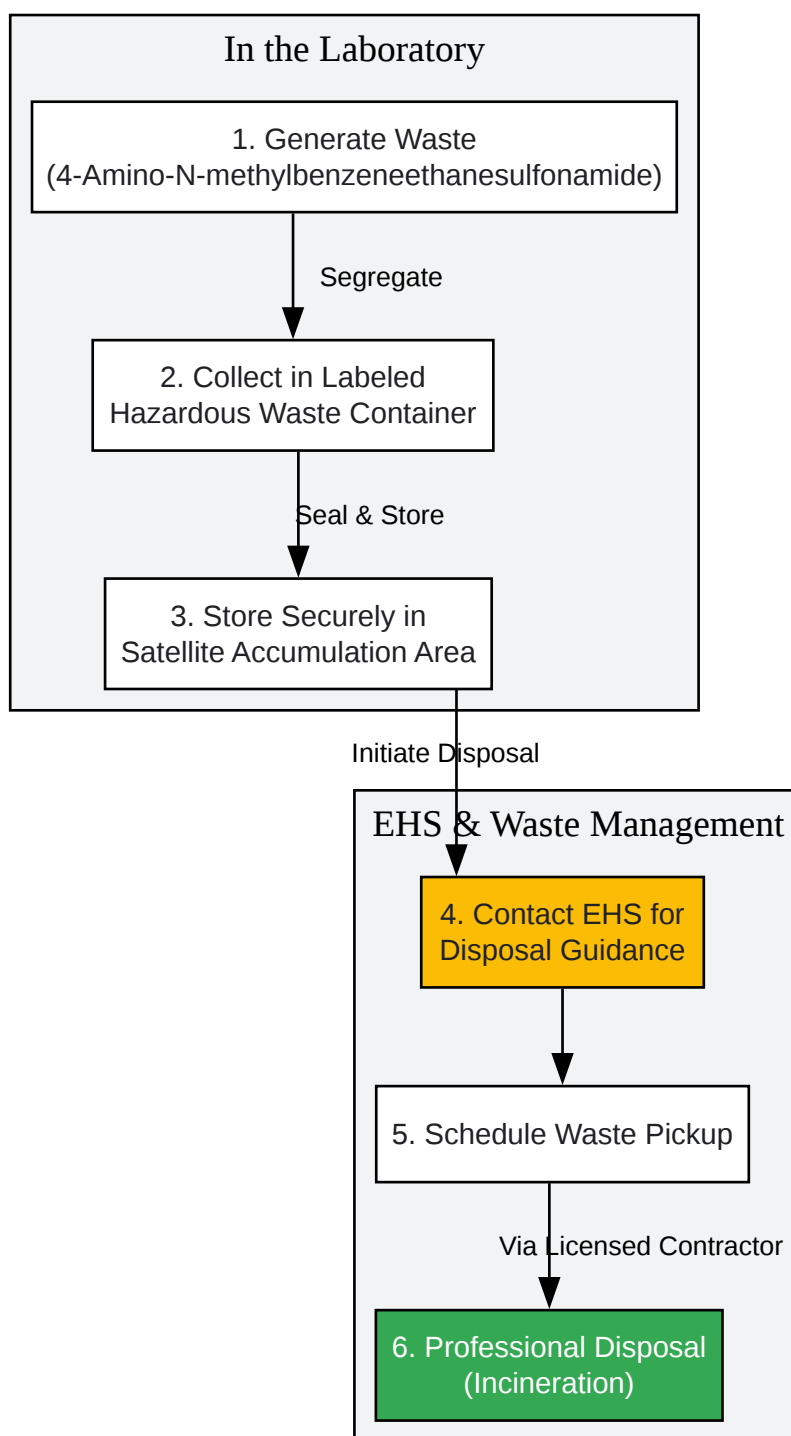 In the Laboratory
1. Generate Waste
(4-Amino-N-methylbenzeneethanesulfonamide)
Segregate
2. Collect in Labeled
Hazardous Waste Container
Seal & Store
3. Store Securely in
Satellite Accumulation Area
Initiate Disposal
EHS & Waste Management
4. Contact EHS for
Disposal Guidance
5. Schedule Waste Pickup
Via Licensed Contractor
6. Professional Disposal
(Incineration)